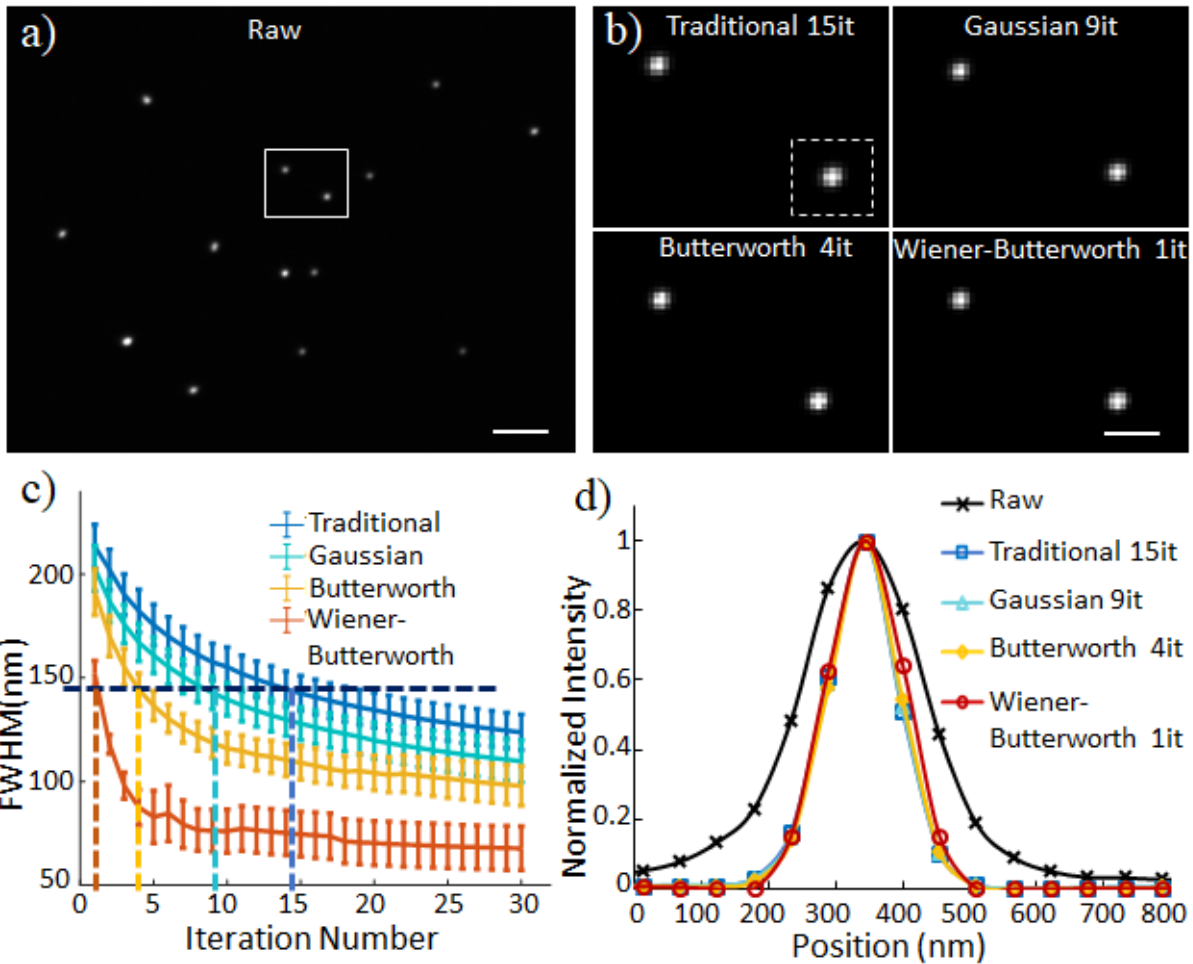 a)
Raw
b)
Traditional 15it
Gaussian 9it
Butterworth 4it
Wiener-Butterworth 1it
c)
Traditional
Gaussian
Butterworth
Wiener-
Butterworth
200
150
100
50
0
5
10
15
20
25
30
FWHM(nm)
Iteration Number
d)
Raw
Traditional 15it
Gaussian 9it
Butterworth 4it
Wiener-
Butterworth 1it
1
0.8
0.6
0.4
0.2
0
0
100
200
300
400
500
600
700
800
Normalized Intensity
Position (nm)